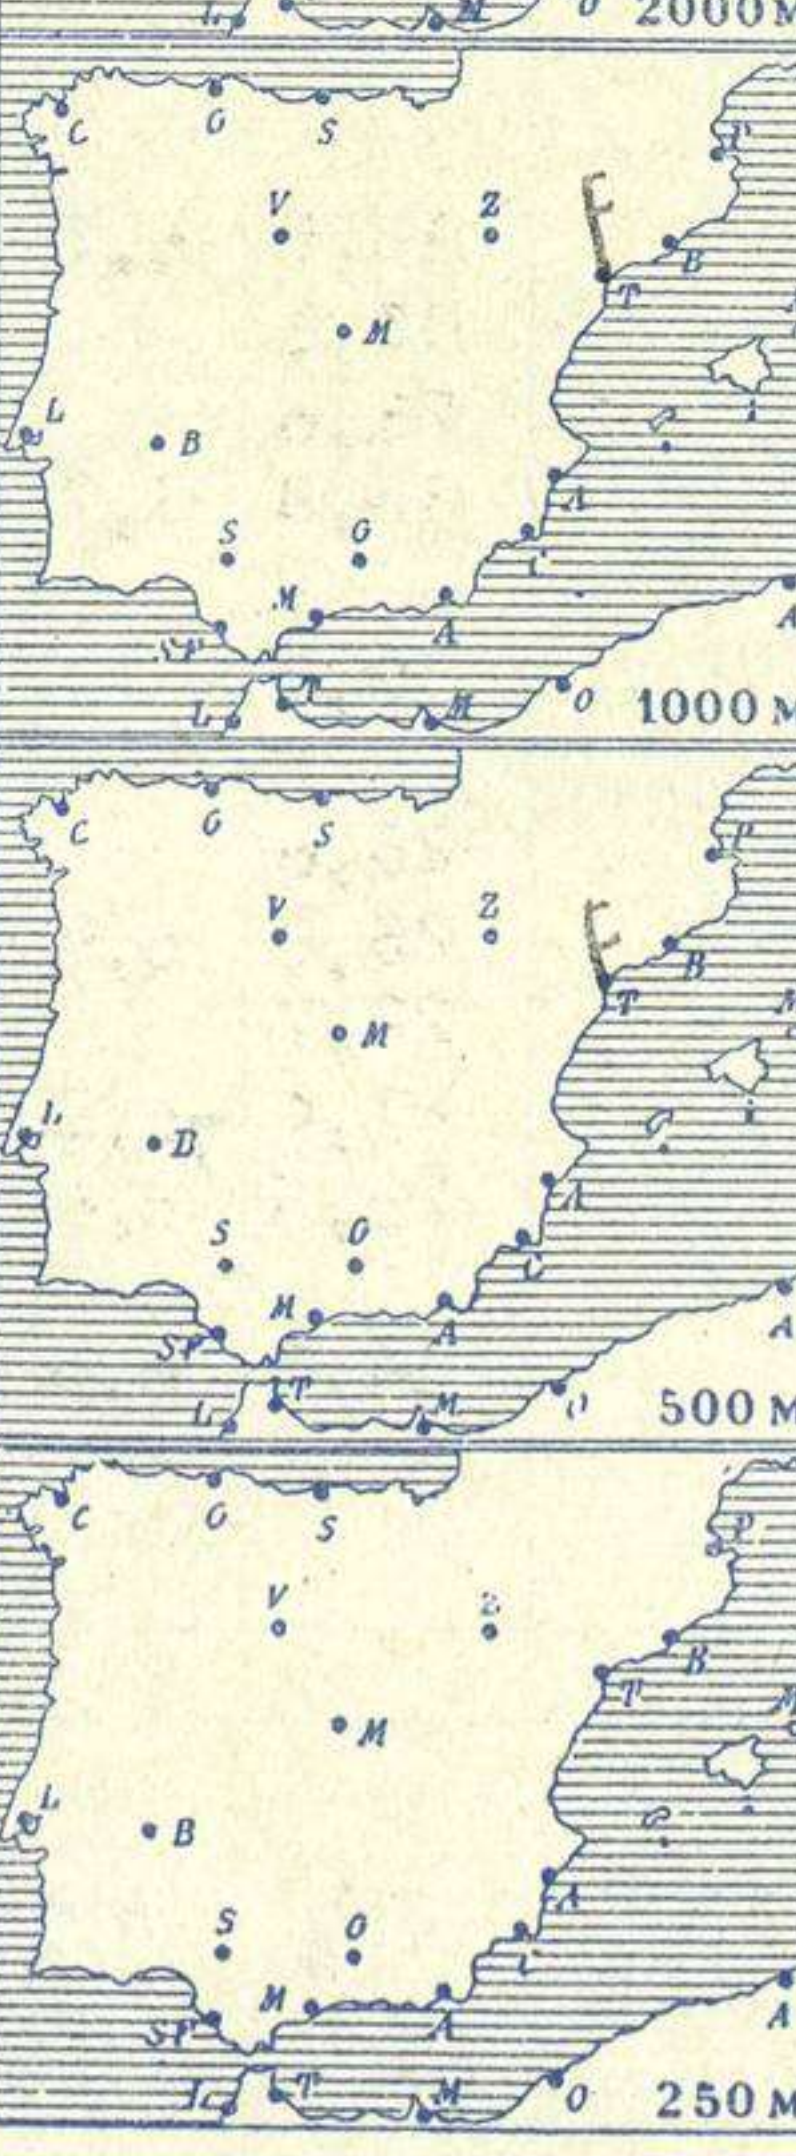 L M O 2000 M
C O S P
V Z
B
T
M
L
B
S G
M A
C
SF A A
T
L M O 1000 M
C O S P
V Z
B
T
M M
L
B
A
S O
C
M A
SF A
T
L M O 500 M
C O S P
V Z
B
T
M M
L
B
A
S O
C
M A
SF A
T
L M O 250 M